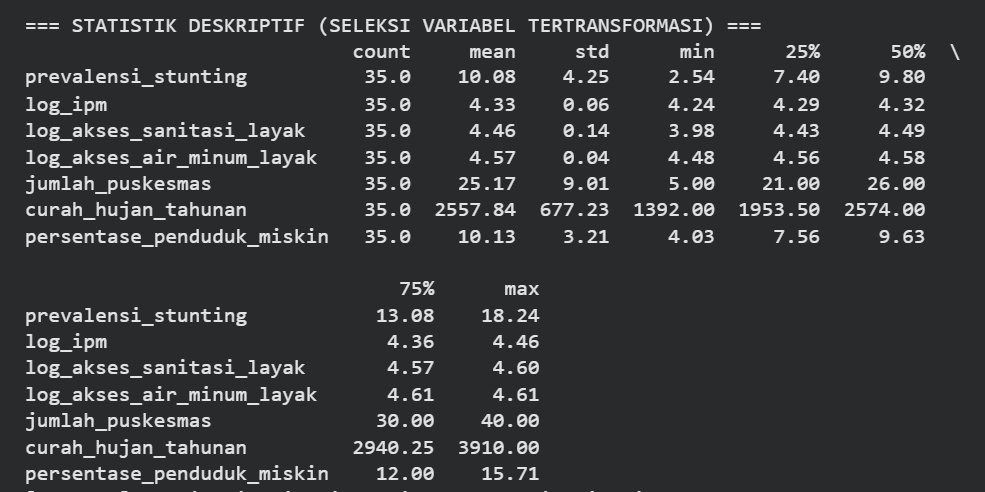 === STATISTIK DESKRIPTIF (SELEKSI VARIABEL TERTRANSFORMASI) ===
count mean std min 25% 50% \
prevalensi_stunting 35.0 10.08 4.25 2.54 7.40 9.80
log_ipm 35.0 4.33 0.06 4.24 4.29 4.32
log_akses_sanitasi_layak 35.0 4.46 0.14 3.98 4.43 4.49
log_akses_air_minum_layak 35.0 4.57 0.04 4.48 4.56 4.58
jumlah_puskesmas 35.0 25.17 9.01 5.00 21.00 26.00
curah_hujan_tahunan 35.0 2557.84 677.23 1392.00 1953.50 2574.00
persentase_penduduk_miskin 35.0 10.13 3.21 4.03 7.56 9.63
75% max
prevalensi_stunting 13.08 18.24
log_ipm 4.36 4.46
log_akses_sanitasi_layak 4.57 4.60
log_akses_air_minum_layak 4.61 4.61
jumlah_puskesmas 30.00 40.00
curah_hujan_tahunan 2940.25 3910.00
persentase_penduduk_miskin 12.00 15.71